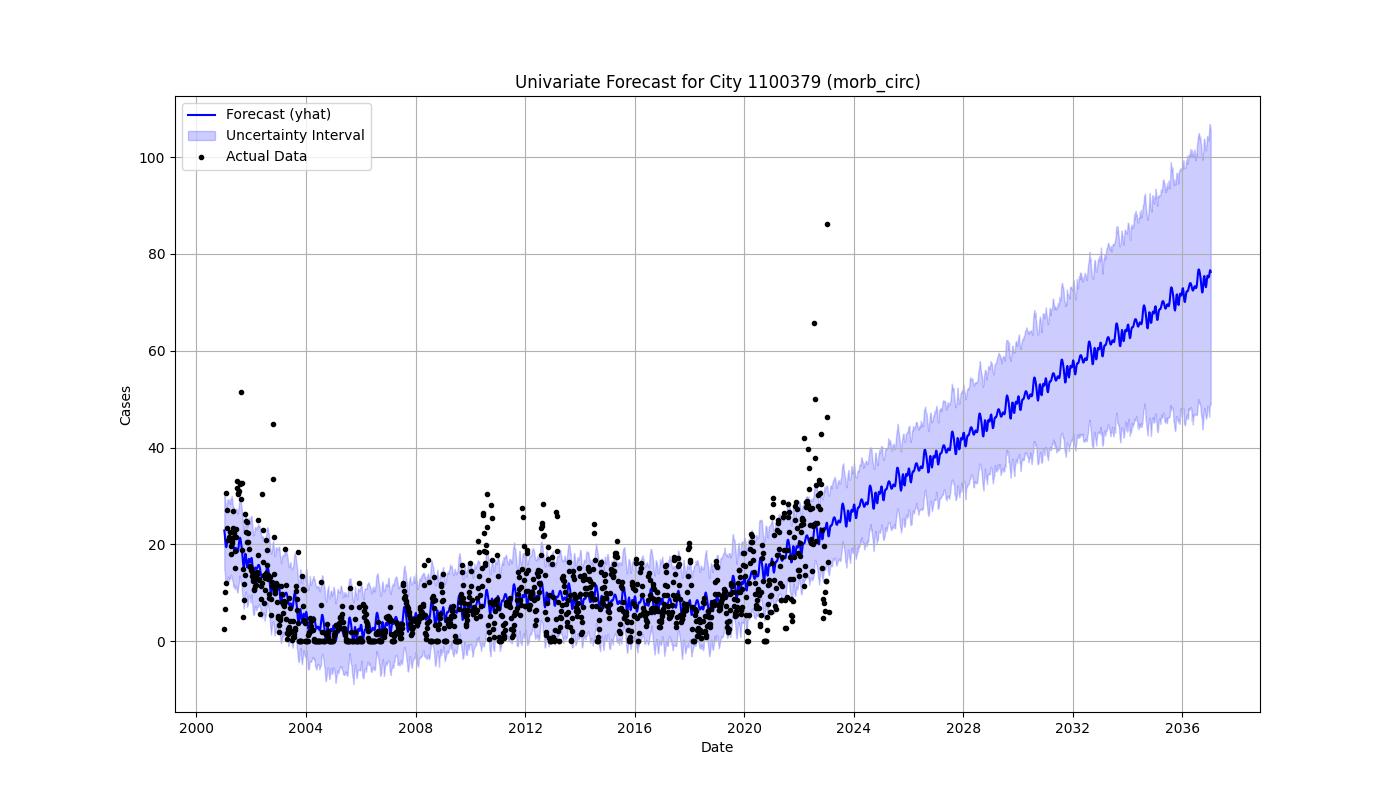 Univariate Forecast for City 1100379 (morb_circ)
Forecast (yhat)
Uncertainty Interval
Actual Data
100
80
60
40
20
0
Cases
2000 2004 2008 2012 2016 2020 2024 2028 2032 2036
Date